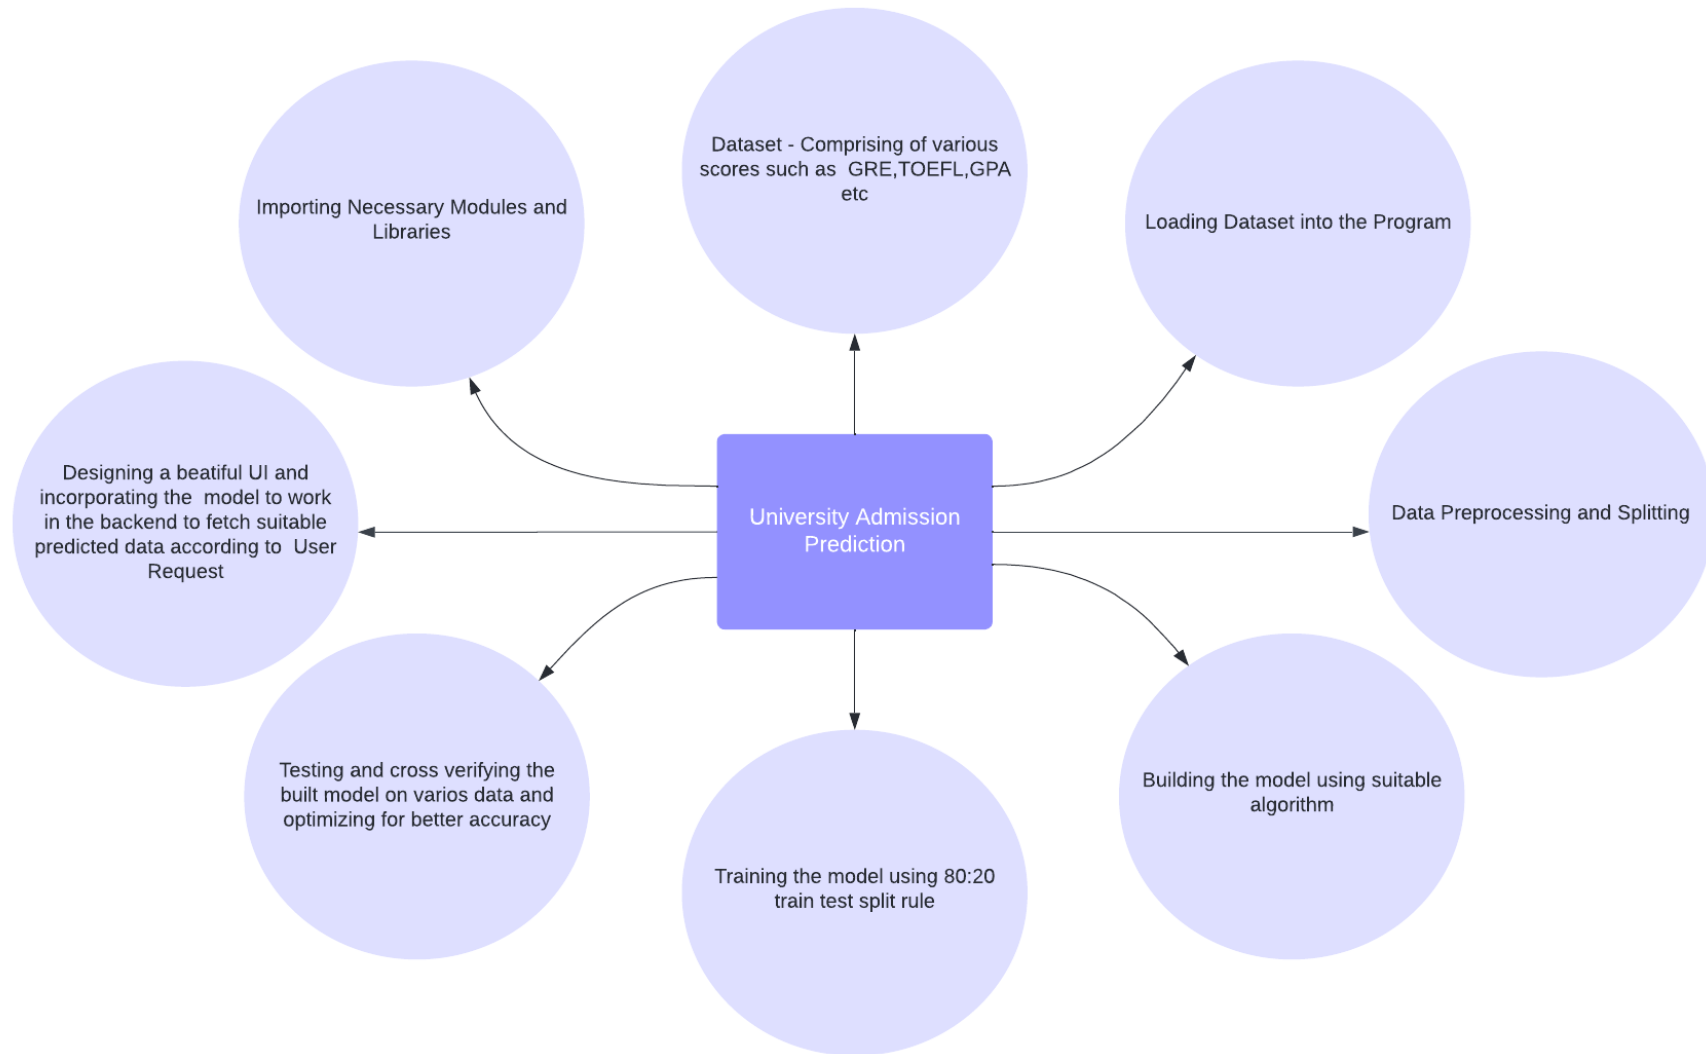 Dataset - Comprising of various
scores such as  GRE,TOEFL,GPA
etc
Importing Necessary Modules and
Libraries
Loading Dataset into the Program
Designing a beatiful UI and
incorporating the  model to work
in the backend to fetch suitable
predicted data according to  User
Request
University Admission
Prediction
Data Preprocessing and Splitting
Testing and cross verifying the
built model on varios data and
optimizing for better accuracy
Building the model using suitable
algorithm
Training the model using 80:20
train test split rule